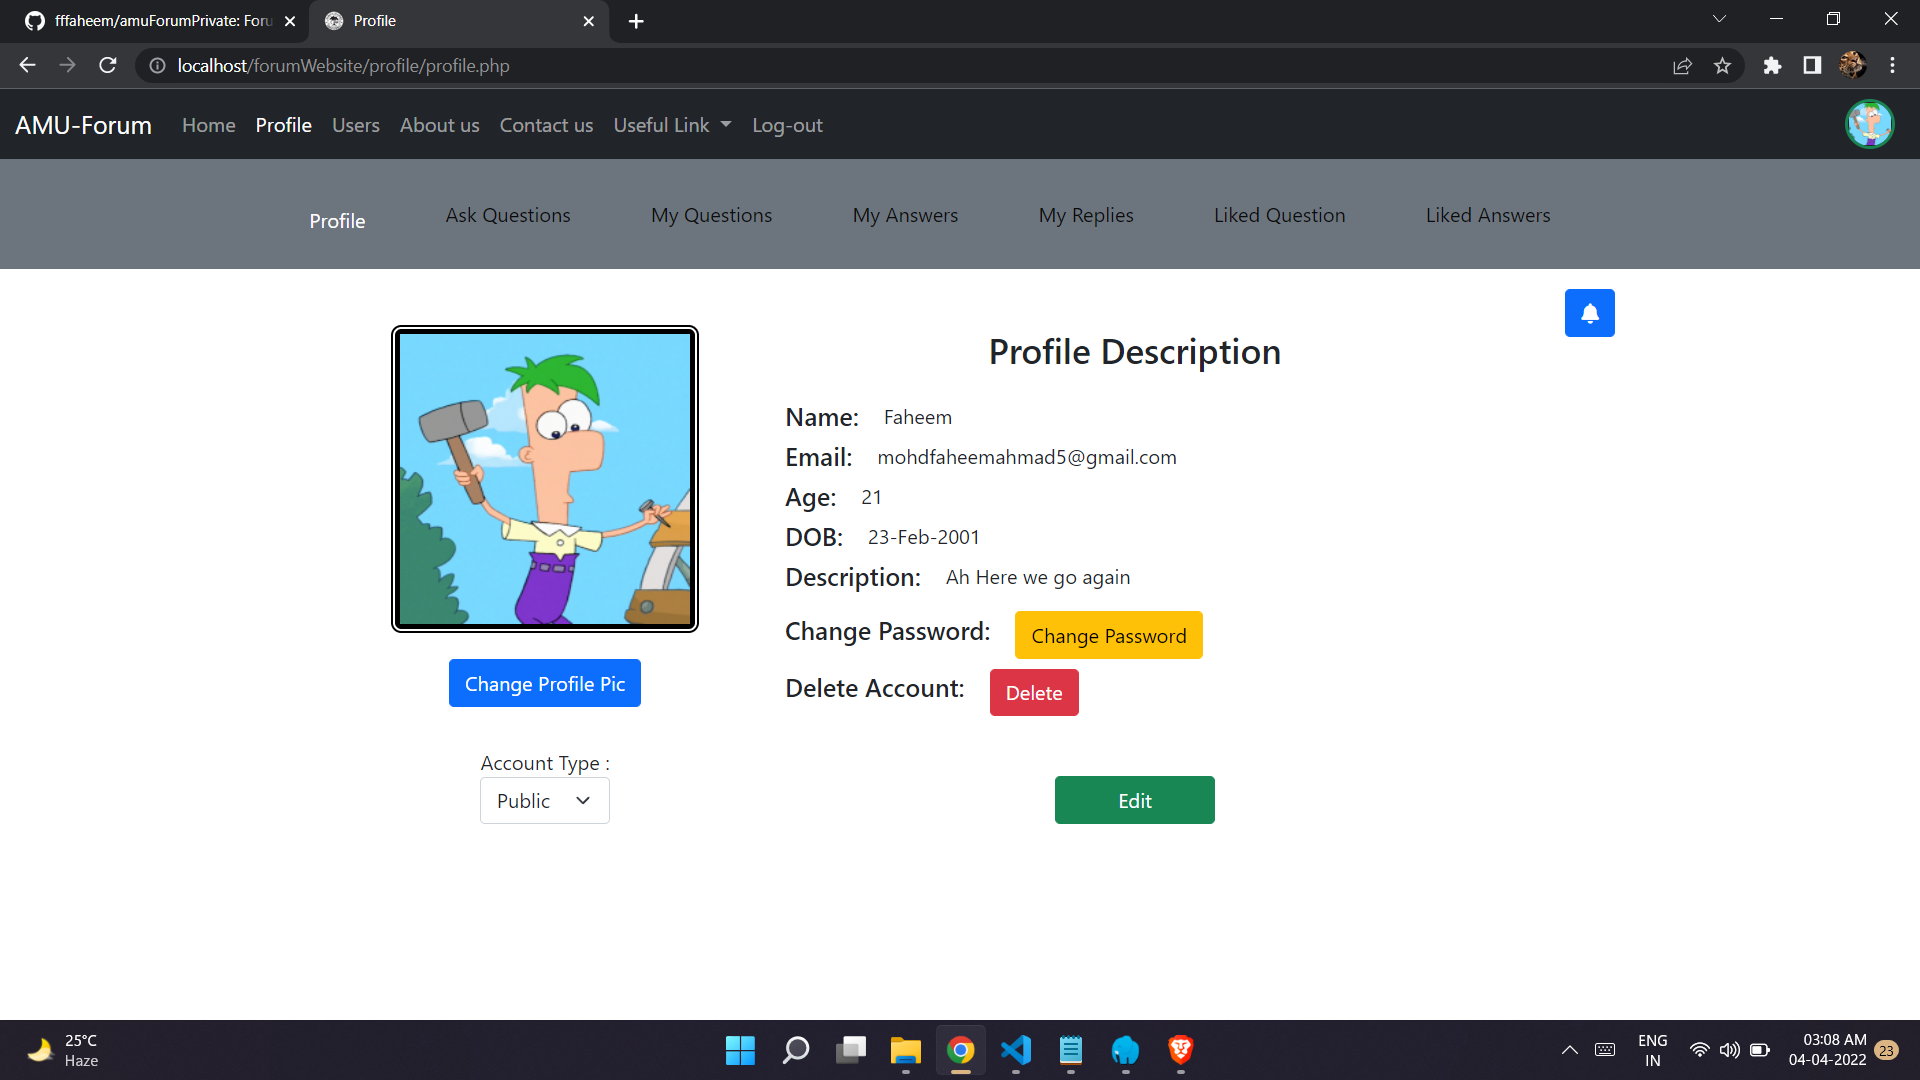 fffaheem/amuForumPrivate: Foru
Profile
localhost/forumWebsite/profile/profile.php
AMU-Forum Home Profile Users About us Contact us Useful Link Log-out
Profile Ask Questions My Questions My Answers My Replies Liked Question Liked Answers
Profile Description
Name: Faheem
Email: mohdfaheemahmad5@gmail.com
Age: 21
DOB: 23-Feb-2001
Description: Ah Here we go again
Change Password: Change Password
Delete Account: Delete
Edit
Change Profile Pic
Account Type :
Public
25°C
Haze
ENG
IN
03:08 AM
04-04-2022
23